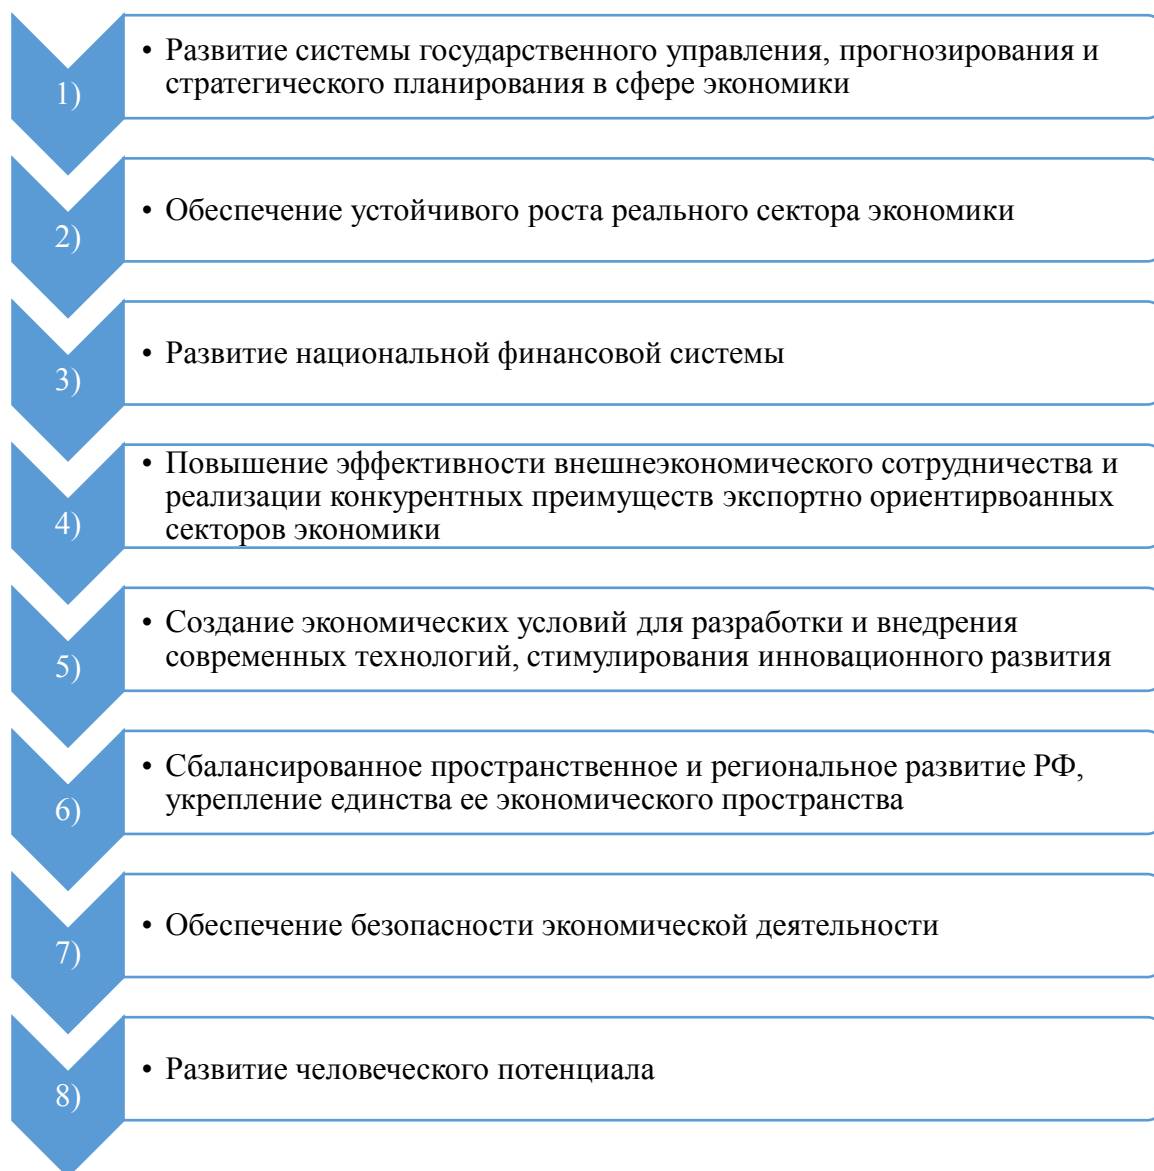 1)
• Развитие системы государственного управления, прогнозирования и
стратегического планирования в сфере экономики
2)
• Обеспечение устойчивого роста реального сектора экономики
3)
• Развитие национальной финансовой системы
4)
• Повышение эффективности внешнеэкономического сотрудничества и
реализации конкурентных преимуществ экспортно ориентирвоанных
секторов экономики
5)
• Создание экономических условий для разработки и внедрения
современных технологий, стимулирования инновационного развития
6)
• Сбалансированное пространственное и региональное развитие РФ,
укрепление единства ее экономического пространства
7)
• Обеспечение безопасности экономической деятельности
8)
• Развитие человеческого потенциала